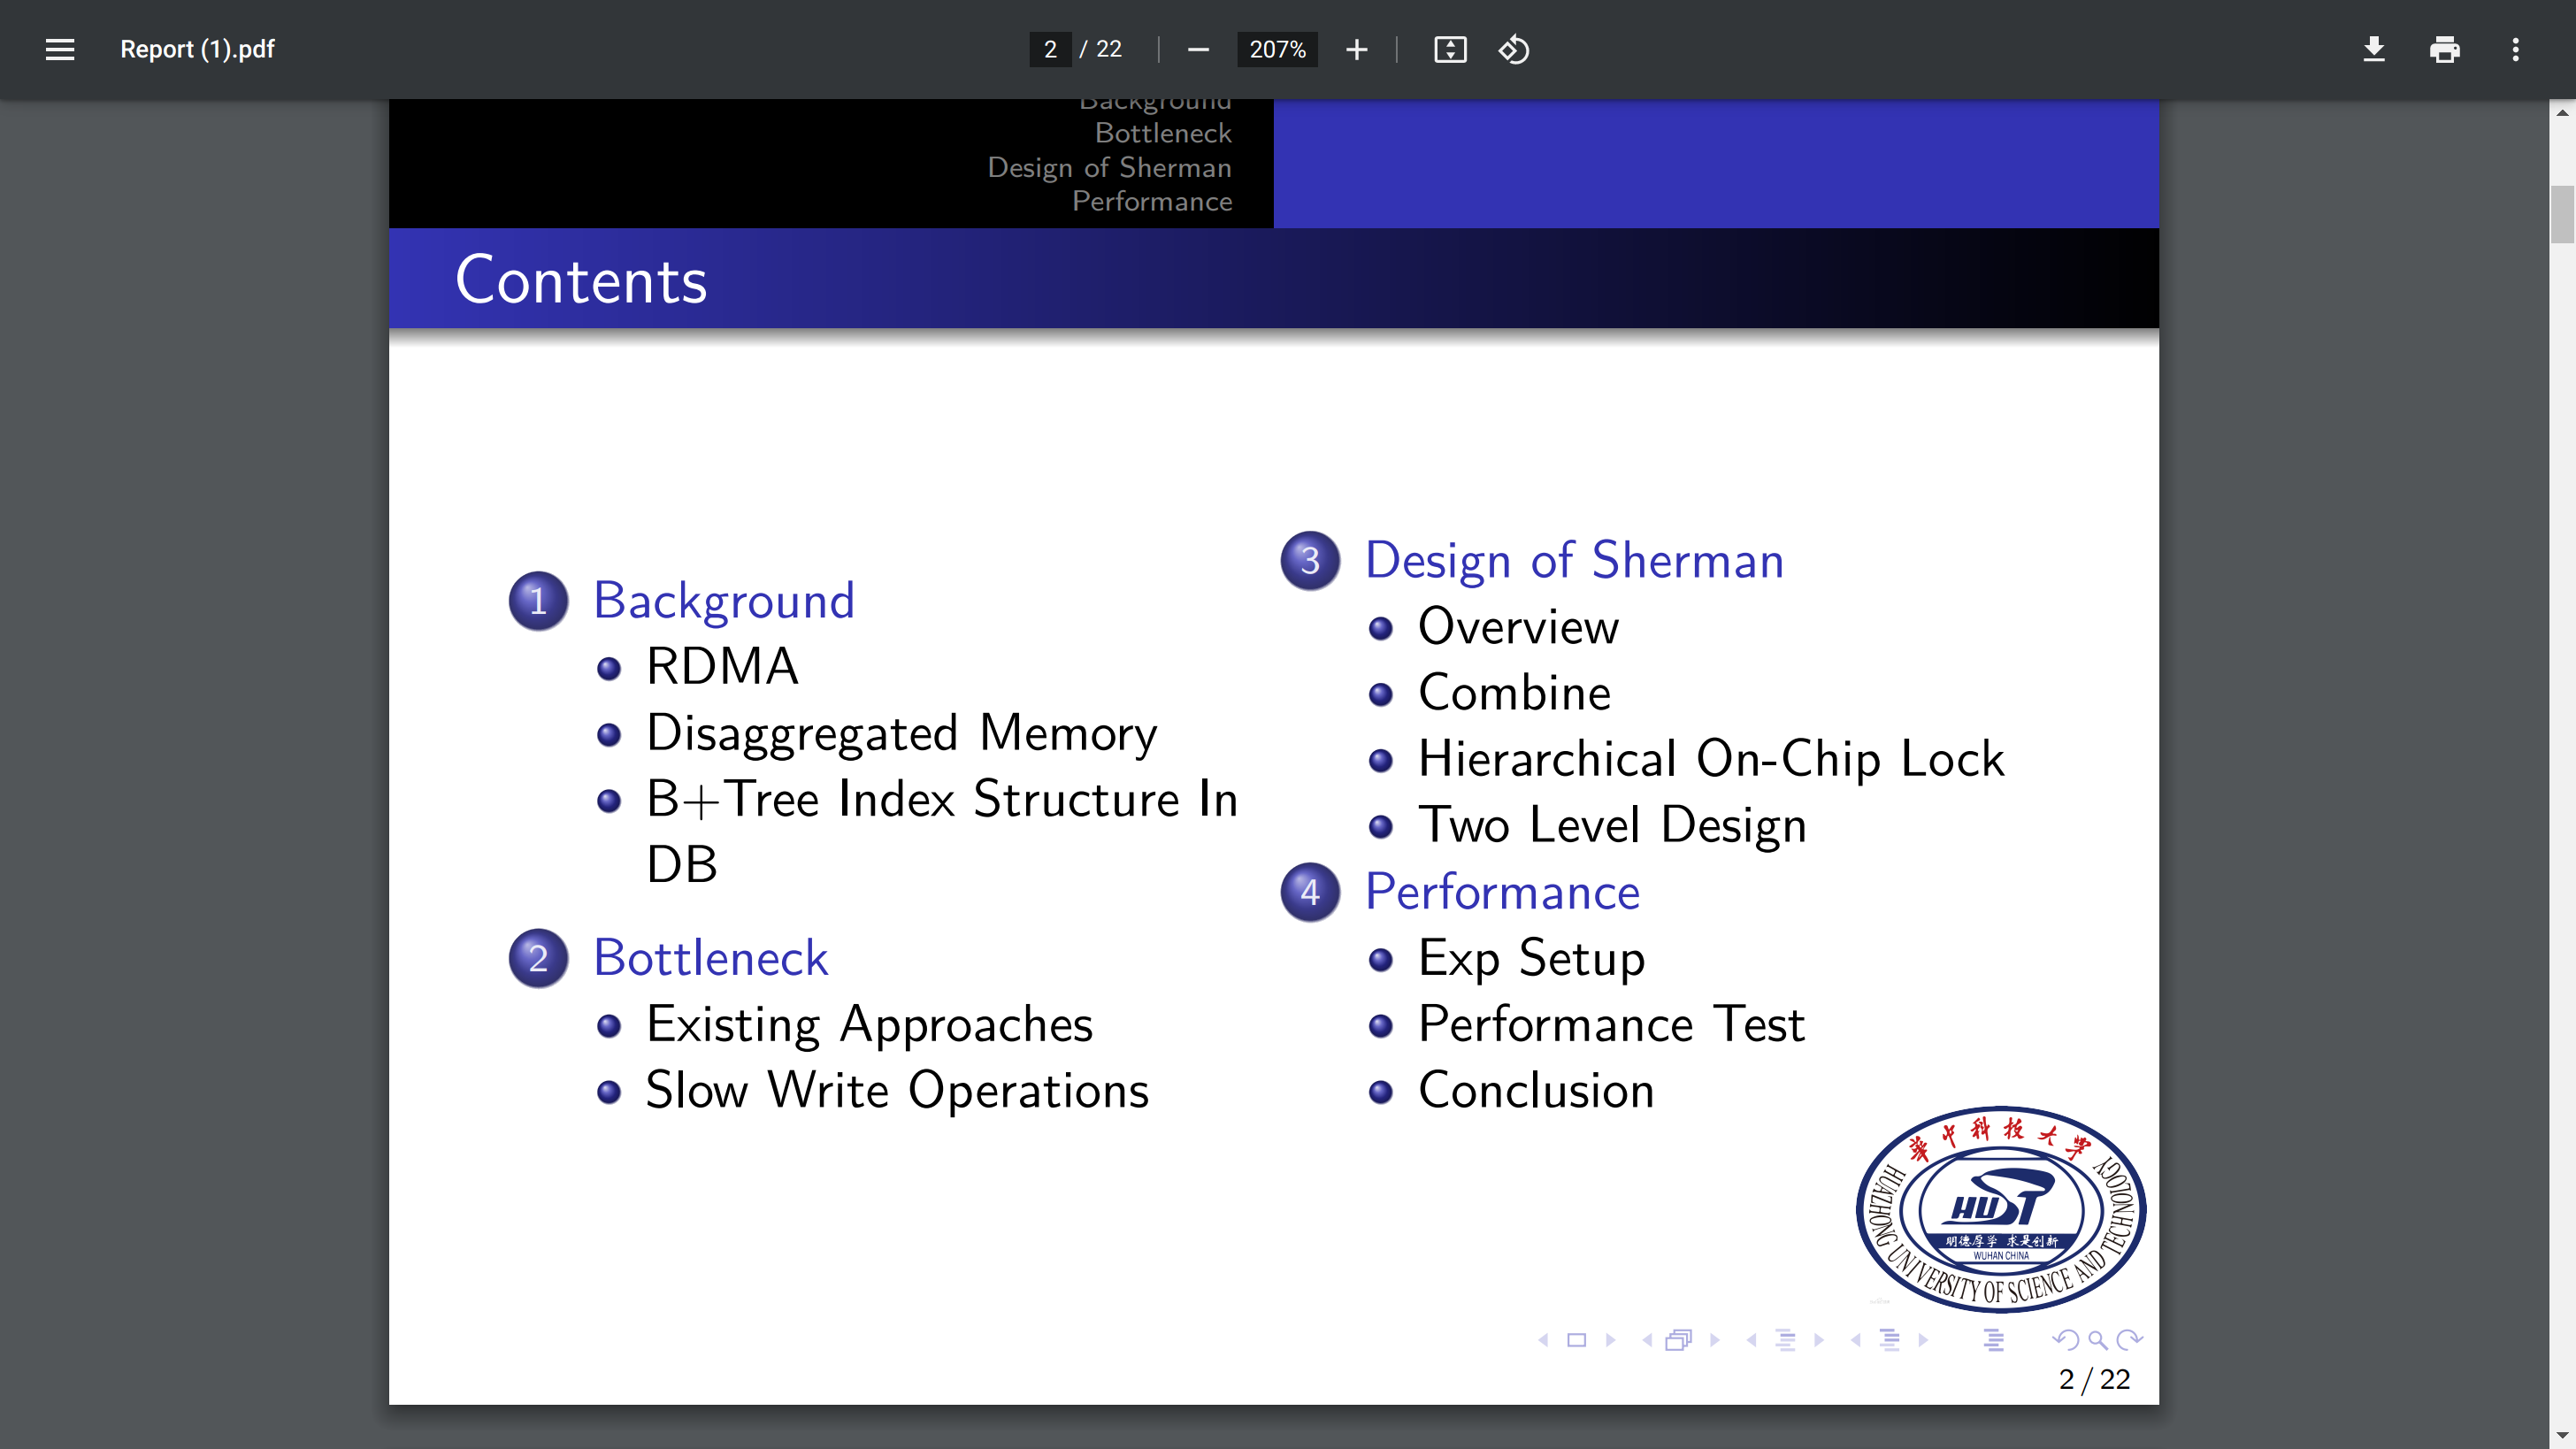 Report (1).pdf
2 / 22
207%
Background
Bottleneck
Design of Sherman
Performance
Contents
1 Background
RDMA
Disaggregated Memory
B+Tree Index Structure In
DB
2 Bottleneck
Existing Approaches
Slow Write Operations
3 Design of Sherman
Overview
Combine
Hierarchical On-Chip Lock
Two Level Design
4 Performance
Exp Setup
Performance Test
Conclusion
華中科技大学
HUAZHONG UNIVERSITY OF SCIENCE AND TECHNOLOGY
HUST
明德厚学 求是创新
WUHAN CHINA
2 / 22